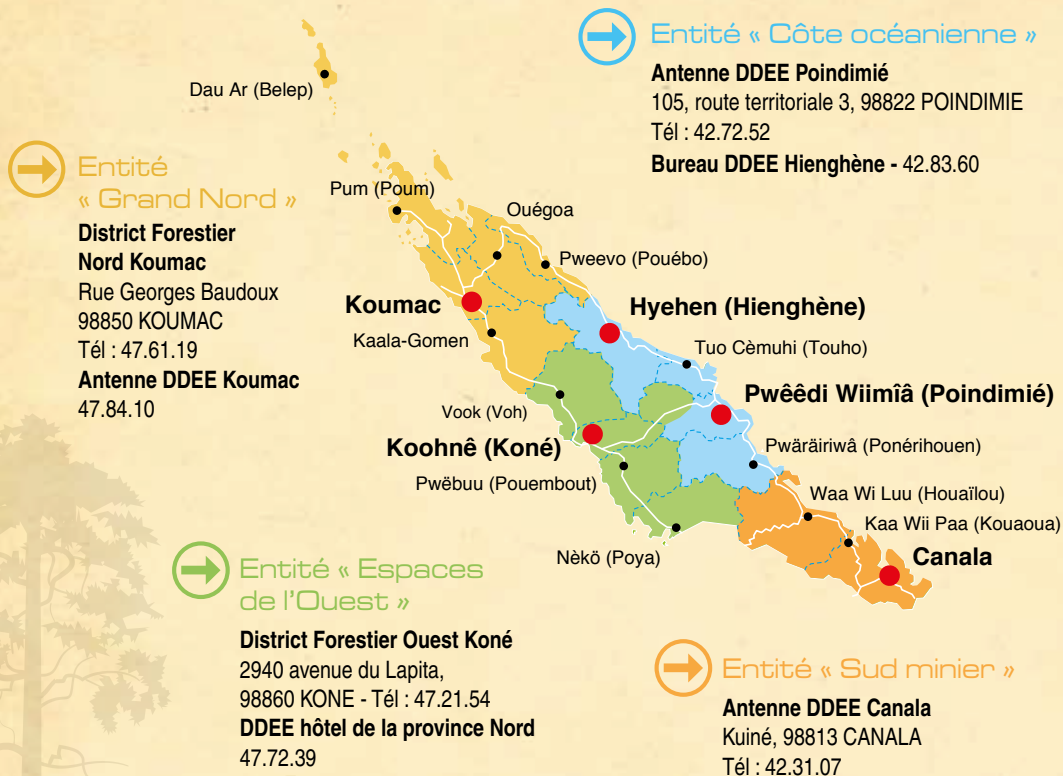 Entité « Côte océanienne »
Antenne DDEE Poindimié
105, route territoriale 3, 98822 POINDIMIE
Tél : 42.72.52
Bureau DDEE Hienghène - 42.83.60
Entité
« Grand Nord »
District Forestier
Nord Koumac
Rue Georges Baudoux
98850 KOUMAC
Tél : 47.61.19
Antenne DDEE Koumac
47.84.10
Dau Ar (Belep)
Pum (Poum)
Ouégoa
Pweevo (Pouébo)
Koumac
Hyehen (Hienghène)
Kaala-Gomen
Tuo Cèmuhi (Touho)
Pwêêdi Wiimîâ (Poindimié)
Vook (Voh)
Koohnê (Koné)
Pwäräiriwâ (Ponérihouen)
Pwëbuu (Pouembout)
Waa Wi Luu (Houaïlou)
Kaa Wii Paa (Kouaoua)
Nèkö (Poya)
Canala
Entité « Espaces
de l'Ouest »
District Forestier Ouest Koné
2940 avenue du Lapita,
98860 KONE - Tél : 47.21.54
DDEE hôtel de la province Nord
47.72.39
Entité « Sud minier »
Antenne DDEE Canala
Kuiné, 98813 CANALA
Tél : 42.31.07